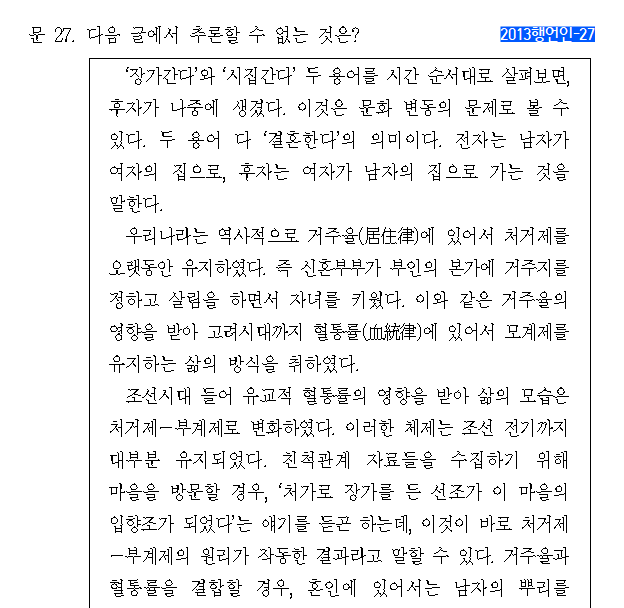 문 27. 다음 글에서 추론할 수 없는 것은?
2013행언인-27
‘장가간다’와 ‘시집간다’ 두 용어를 시간 순서대로 살펴보면,
후자가 나중에 생겼다. 이것은 문화 변동의 문제로 볼 수
있다. 두 용어 다 ‘결혼한다’의 의미이다. 전자는 남자가
여자의 집으로, 후자는 여자가 남자의 집으로 가는 것을
말한다.
우리나라는 역사적으로 거주율(居住律)에 있어서 처거제를
오랫동안 유지하였다. 즉 신혼부부가 부인의 본가에 거주지를
정하고 살림을 하면서 자녀를 키웠다. 이와 같은 거주율의
영향을 받아 고려시대까지 혈통률(血統律)에 있어서 모계제를
유지하는 삶의 방식을 취하였다.
조선시대 들어 유교적 혈통률의 영향을 받아 삶의 모습은
처거제－부계제로 변화하였다. 이러한 체제는 조선 전기까지
대부분 유지되었다. 친척관계 자료들을 수집하기 위해
마을을 방문할 경우, ‘처가로 장가를 든 선조가 이 마을의
입향조가 되었다’는 얘기를 듣곤 하는데, 이것이 바로 처거제
－부계제의 원리가 작동한 결과라고 말할 수 있다. 거주율과
혈통률을 결합할 경우, 혼인에 있어서는 남자의 뿌리를